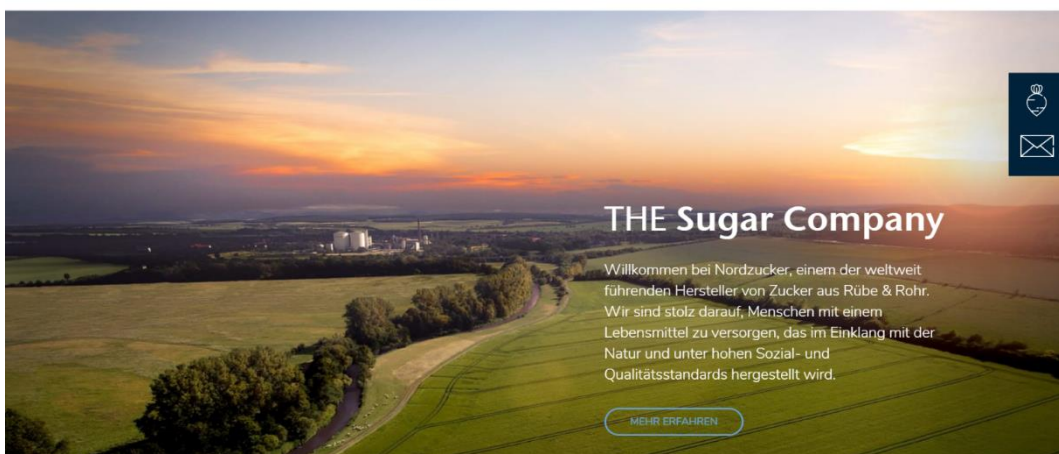 THE Sugar Company
Willkommen bei Nordzucker, einem der weltweit
führenden Hersteller von Zucker aus Rübe & Rohr.
Wir sind stolz darauf, Menschen mit einem
Lebensmittel zu versorgen, das im Einklang mit der
Natur und unter hohen Sozial- und
Qualitätsstandards hergestellt wird.
MEHR ERFAHREN